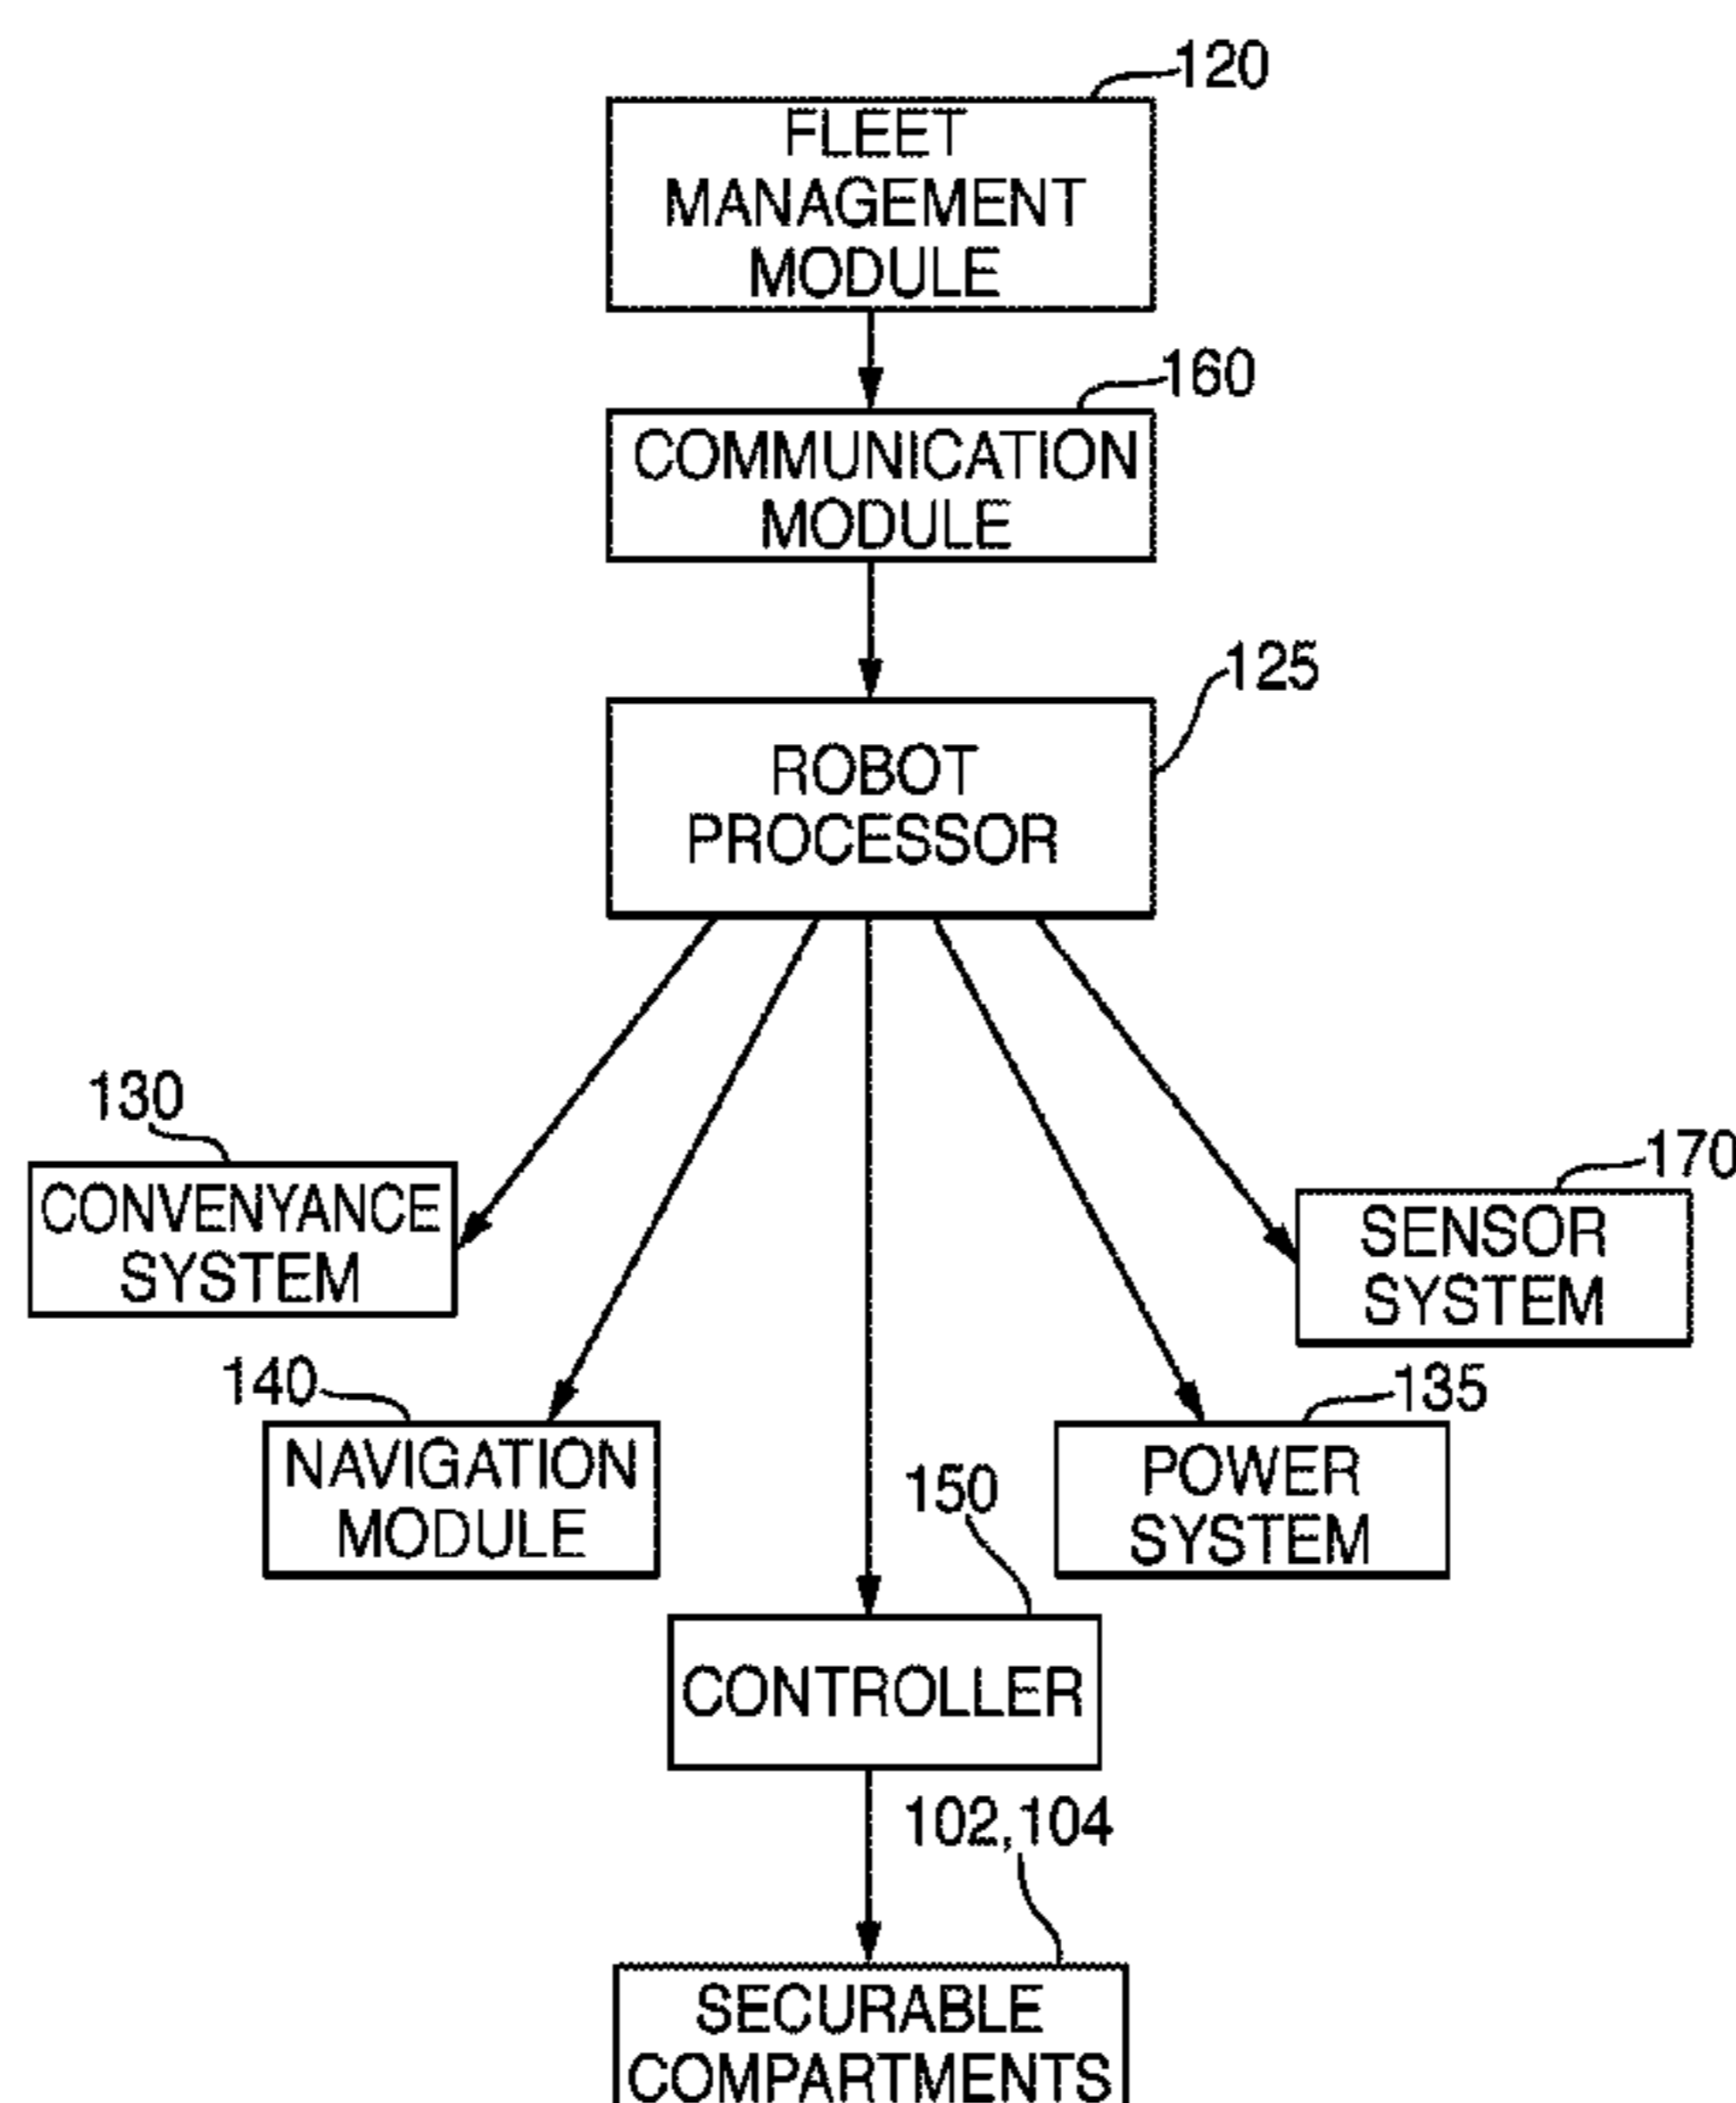 120
FLEET
MANAGEMENT
MODULE
160
COMMUNICATION
MODULE
125
ROBOT
PROCESSOR
130
CONVENYANCE
SYSTEM
170
SENSOR
SYSTEM
140
NAVIGATION
MODULE
135
POWER
SYSTEM
150
CONTROLLER
102,104
SECURABLE
COMPARTMENTS